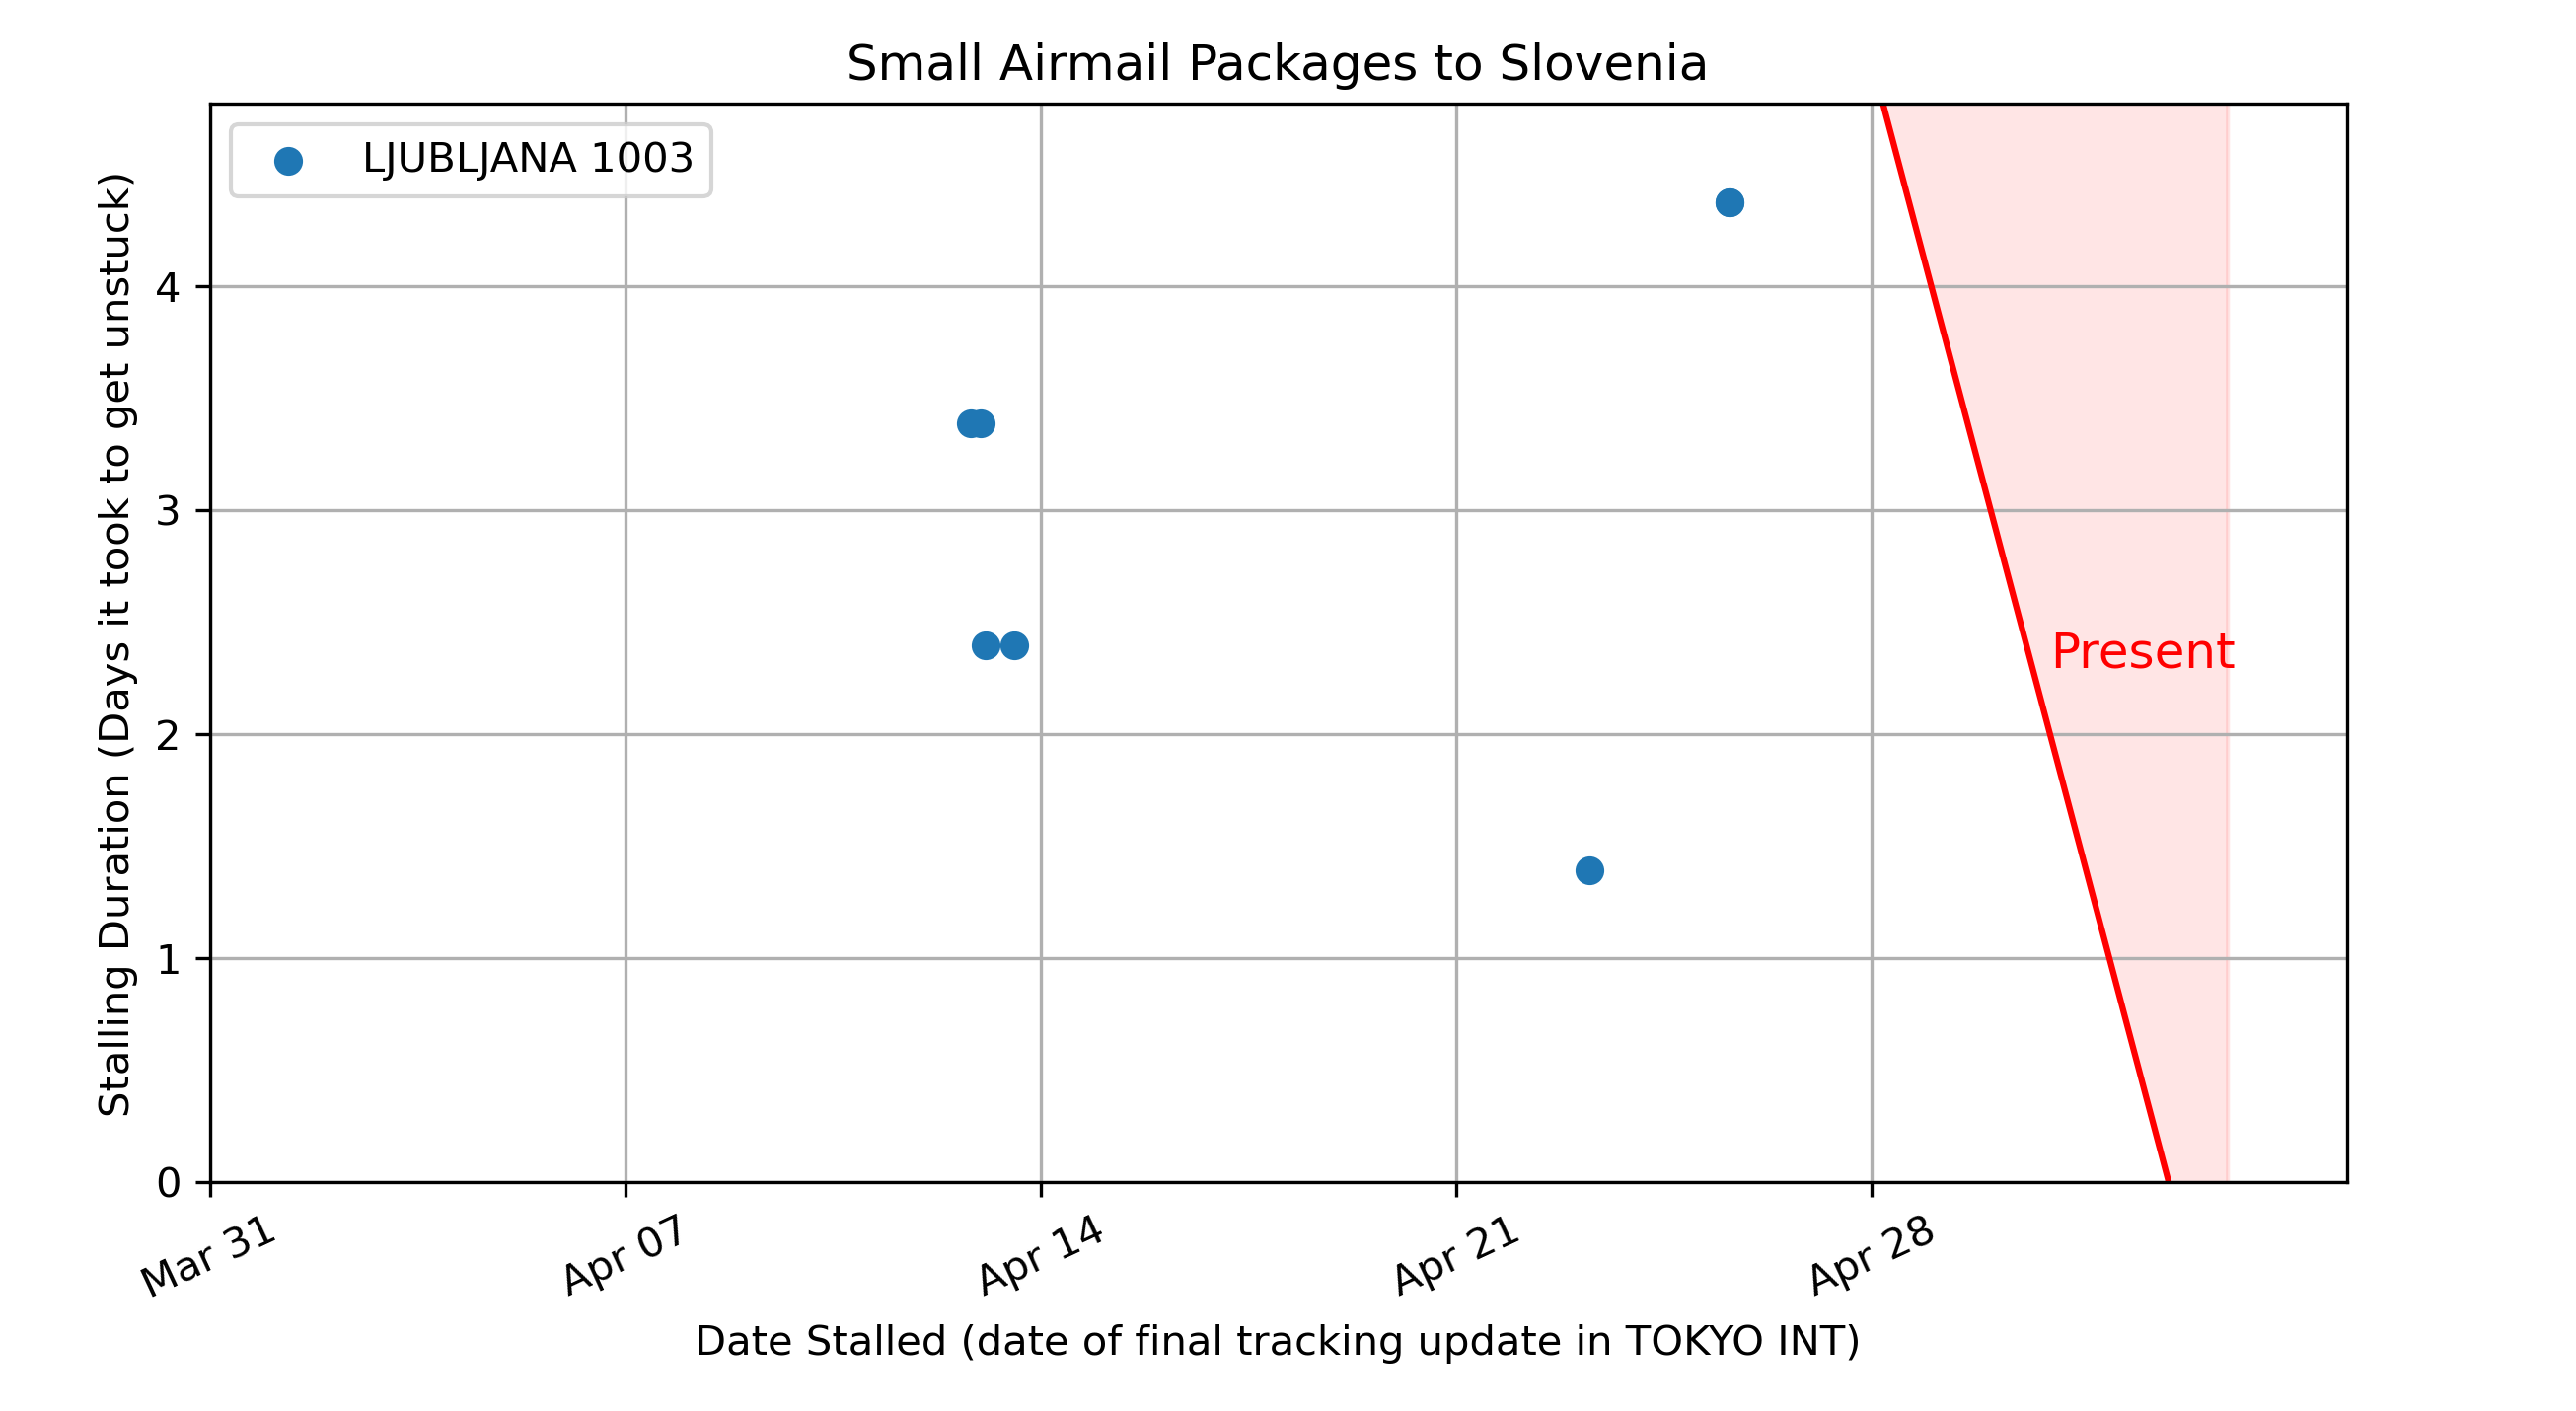 Small Airmail Packages to Slovenia
LJUBLJANA 1003
Stalling Duration (Days it took to get unstuck)
4
3
2
1
0
Present
Mar 31
Apr 07
Apr 14
Apr 21
Apr 28
Date Stalled (date of final tracking update in TOKYO INT)